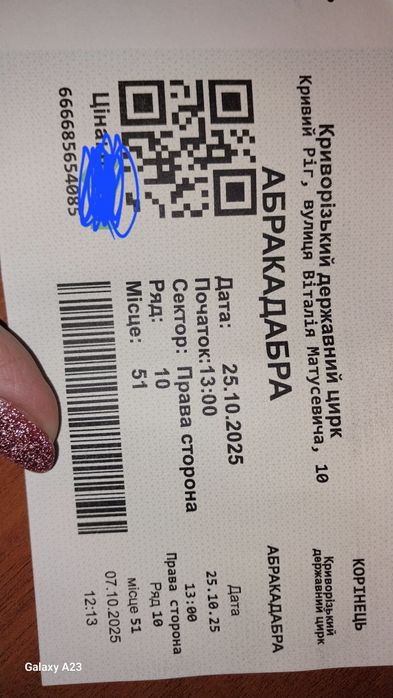 Криворізький державний цирк
Кривий Ріг, вулиця Віталія Матусевича, 10
АБРАКАДАБРА
Дата: 25.10.2025
Початок:13:00
Сектор: Права сторона
Ряд: 10
Місце: 51
Ціна:
666685654085
КОРІНЕЦЬ
Криворізький
державний цирк
АБРАКАДАБРА
Дата
25.10.25
13:00
Права сторона
Ряд 10
місце 51
07.10.2025
12:13
Galaxy A23